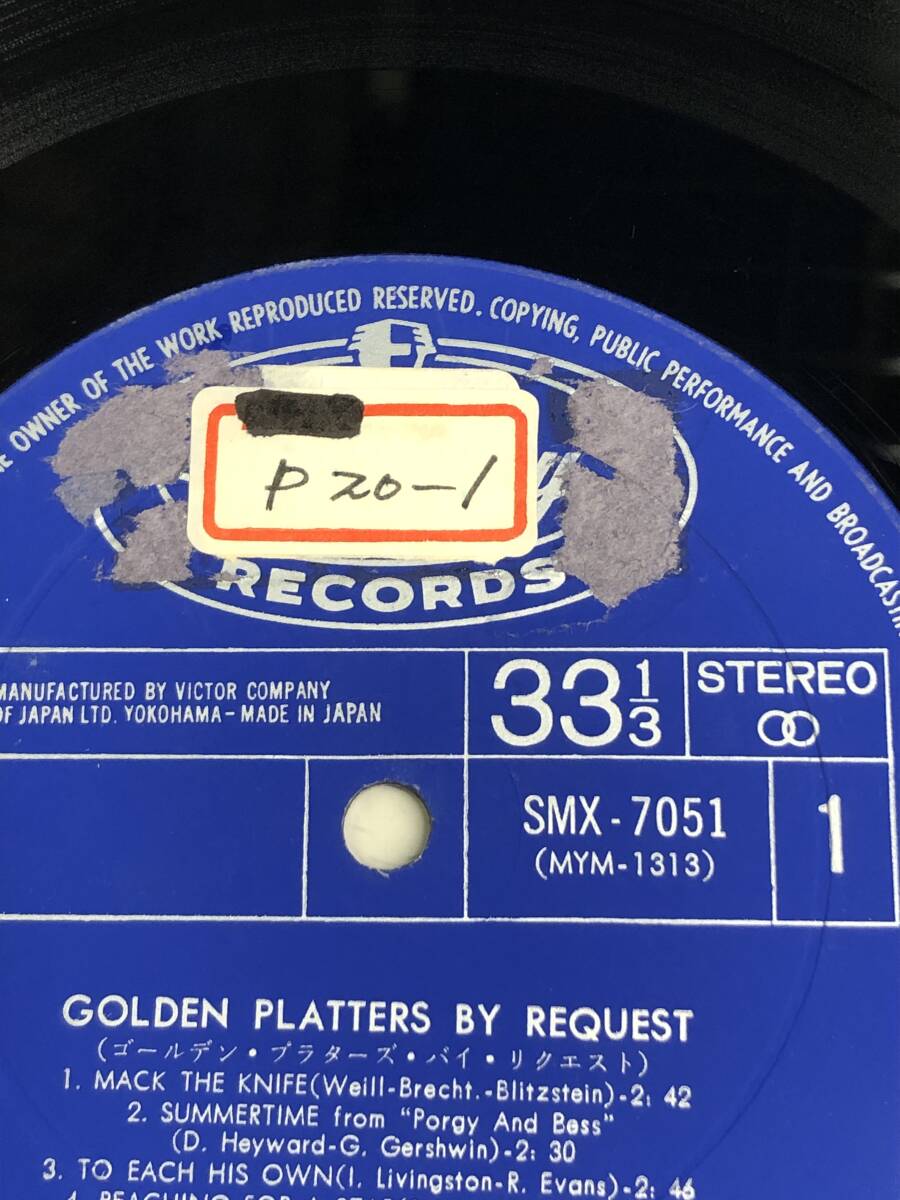 OWNER OF THE WORK REPRODUCED RESERVED. COPYING, PUBLIC PERFORMANCE AND
P20-1
RECORDS
MANUFACTURED BY VICTOR COMPANY
OF JAPAN LTD. YOKOHAMA-MADE IN JAPAN
33 1/3
STEREO
SMX-7051
(MYM-1313)
1
GOLDEN PLATTERS BY REQUEST
(ゴールデン・プラターズ・バイ・リクエスト)
1. MACK THE KNIFE(Weill-Brecht.-Blitzstein)-2: 42
2. SUMMERTIME from "Porgy And Bess"
(D. Heyward-G. Gershwin)-2: 30
3. TO EACH HIS OWN(I. Livingston-R. Evans)-2: 46